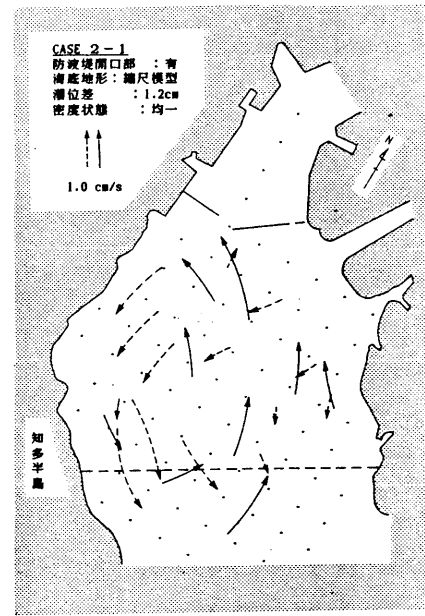 CASE 2-1
防波堤開口部 : 有
海底地形: 縮尺模型
潮位差 : 1.2cm
密度状態 : 均一
1.0 cm/s
N
知多半島